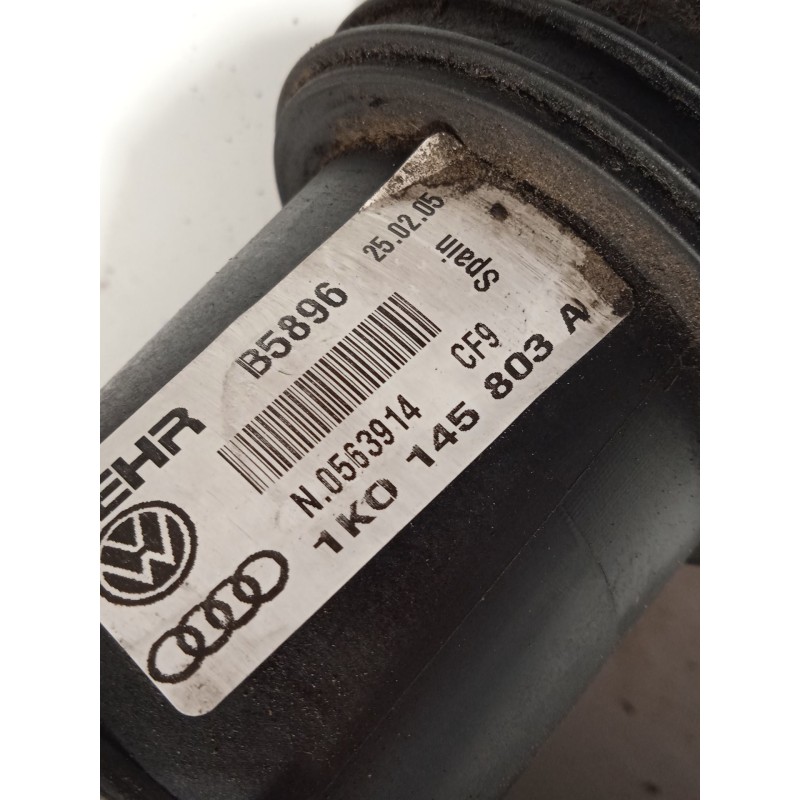 B5896 25.02.05
EHR
N.0563914 CF9 Spain
1K0 145 803 A